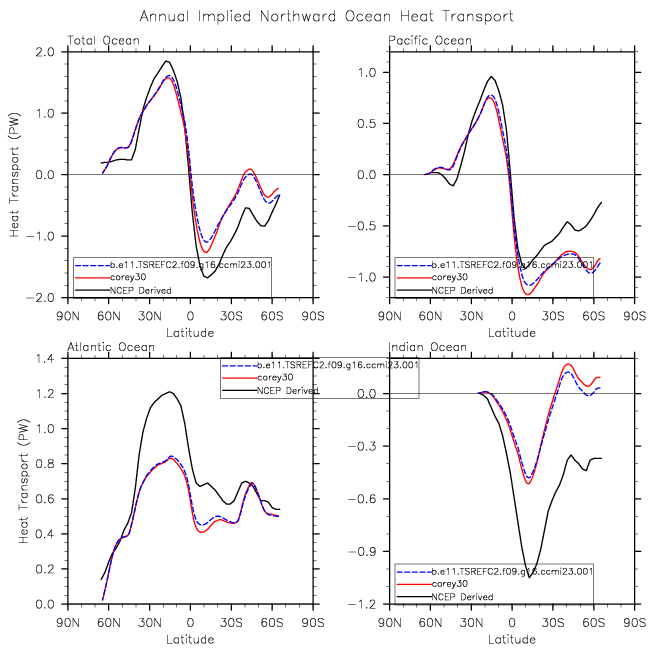 Annual Implied Northward Ocean Heat Transport
Total Ocean
Heat Transport (PW)
2.0
1.0
0.0
−1.0
−2.0
b.e11.TSREFC2.f09.g16.ccmi23.001
corey30
NCEP Derived
90N 60N 30N 0 30S 60S 90S
Latitude
Pacific Ocean
1.0
0.5
0.0
−0.5
−1.0
b.e11.TSREFC2.f09.g16.ccmi23.001
corey30
NCEP Derived
90N 60N 30N 0 30S 60S 90S
Latitude
Atlantic Ocean
Heat Transport (PW)
1.4
1.2
1.0
0.8
0.6
0.4
0.2
0.0
b.e11.TSREFC2.f09.g16.ccmi23.001
corey30
NCEP Derived
90N 60N 30N 0 30S 60S 90S
Latitude
Indian Ocean
0.0
−0.3
−0.6
−0.9
−1.2
b.e11.TSREFC2.f09.g16.ccmi23.001
corey30
NCEP Derived
90N 60N 30N 0 30S 60S 90S
Latitude